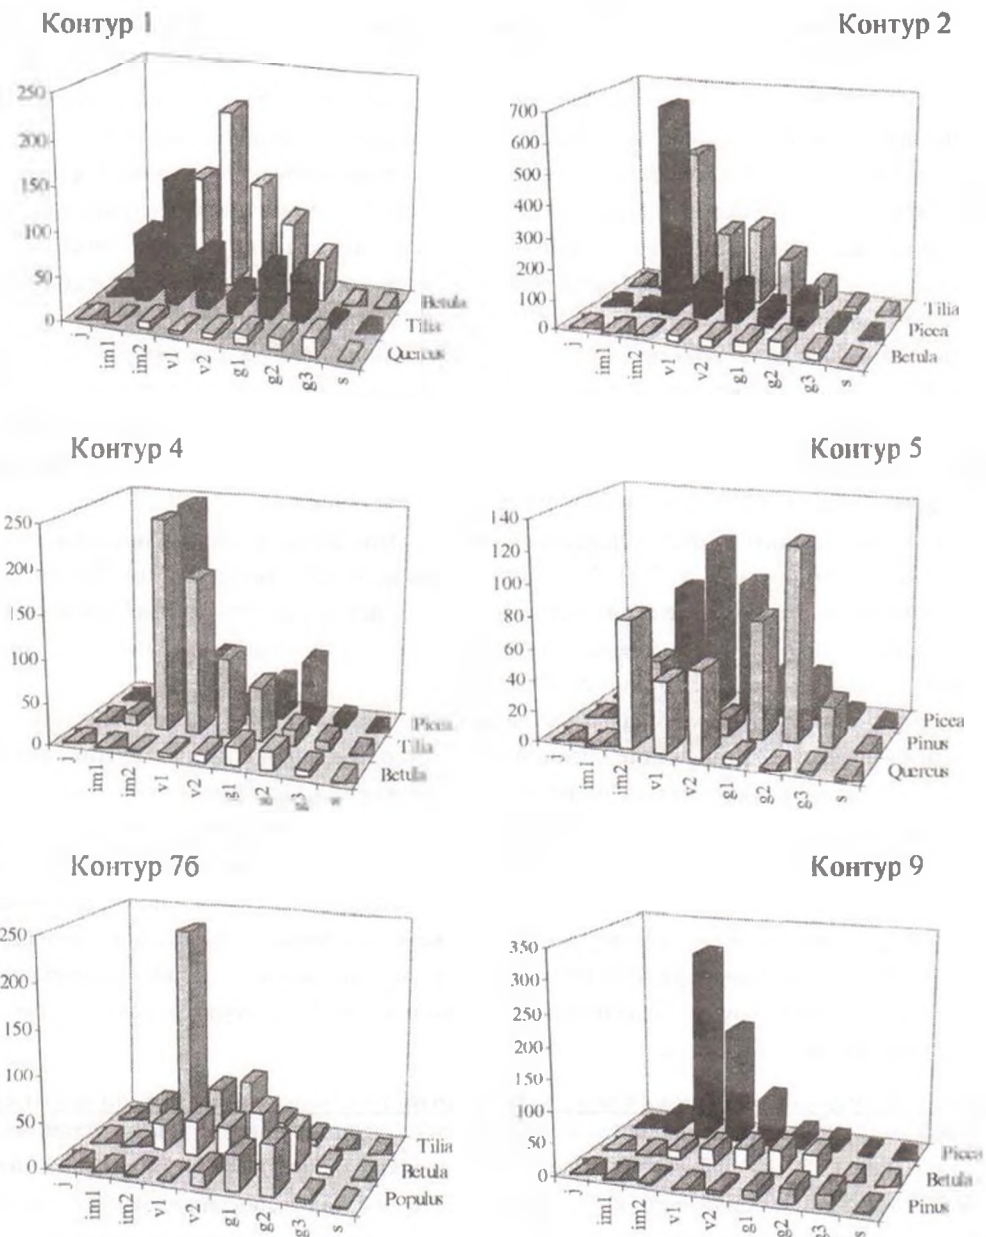 Контур 1
Контур 2
250
200
150
100
50
0
j
im1
im2
v1
v2
g1
g2
g3
s
Betula
Tilia
Quercus
700
600
500
400
300
200
100
0
j
im1
im2
v1
v2
g1
g2
g3
s
Tilia
Picea
Betula
Контур 4
Контур 5
250
200
150
100
50
0
j
im1
im2
v1
v2
g1
g2
g3
s
Picea
Tilia
Betula
140
120
100
80
60
40
20
0
j
im1
im2
v1
v2
g1
g2
g3
s
Picea
Pinus
Quercus
Контур 7б
Контур 9
250
200
150
100
50
0
j
im1
im2
v1
v2
g1
g2
g3
s
Tilia
Betula
Populus
350
300
250
200
150
100
50
0
j
im1
im2
v1
v2
g1
g2
g3
s
Picea
Betula
Pinus